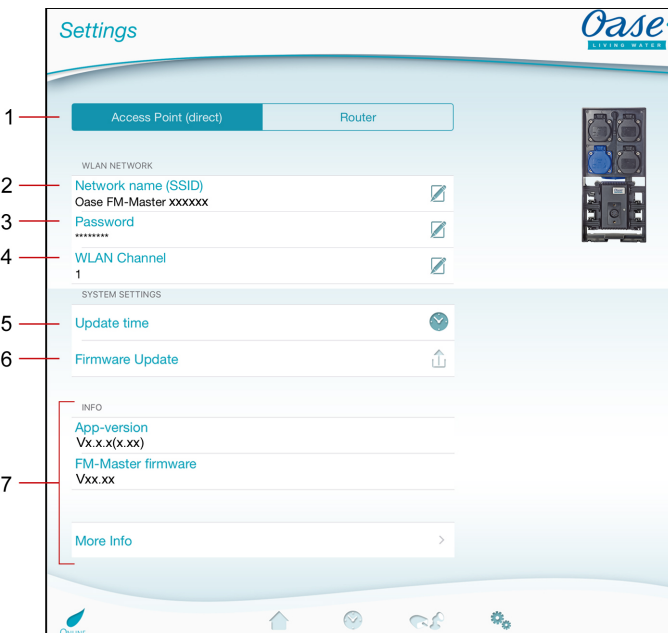 Settings
Oase
LIVING WATER
1
Access Point (direct)
Router
WLAN NETWORK
2
Network name (SSID)
Oase FM-Master xxxxxx
3
Password
********
4
WLAN Channel
1
SYSTEM SETTINGS
5
Update time
6
Firmware Update
INFO
App-version
Vx.x.x(x.xx)
FM-Master firmware
Vxx.xx
7
More Info
ONLINE